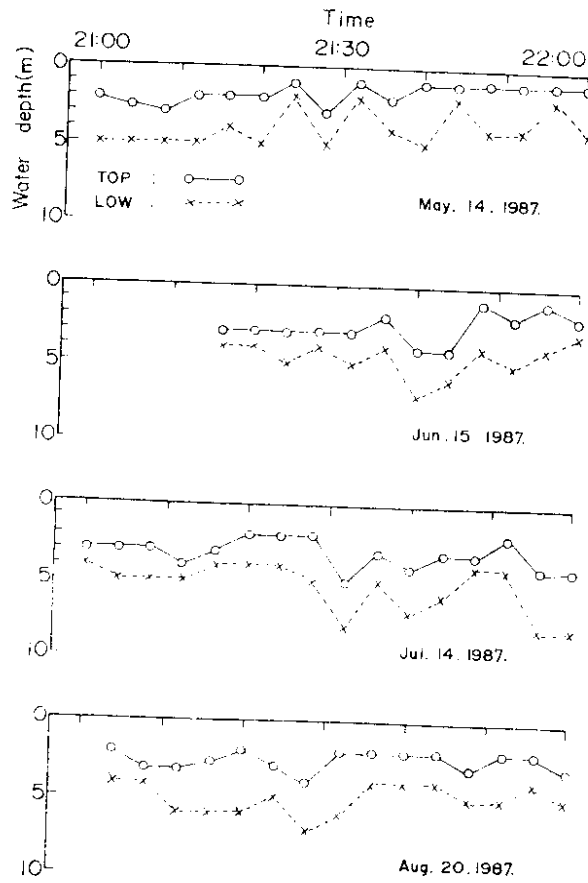 Time
21:00 21:30 22:00
Water depth(m)
0
5
10
TOP :
LOW .
May. 14. 1987.
0
5
10
Jun. 15 1987.
0
5
10
Jul. 14. 1987.
0
5
10
Aug. 20. 1987.